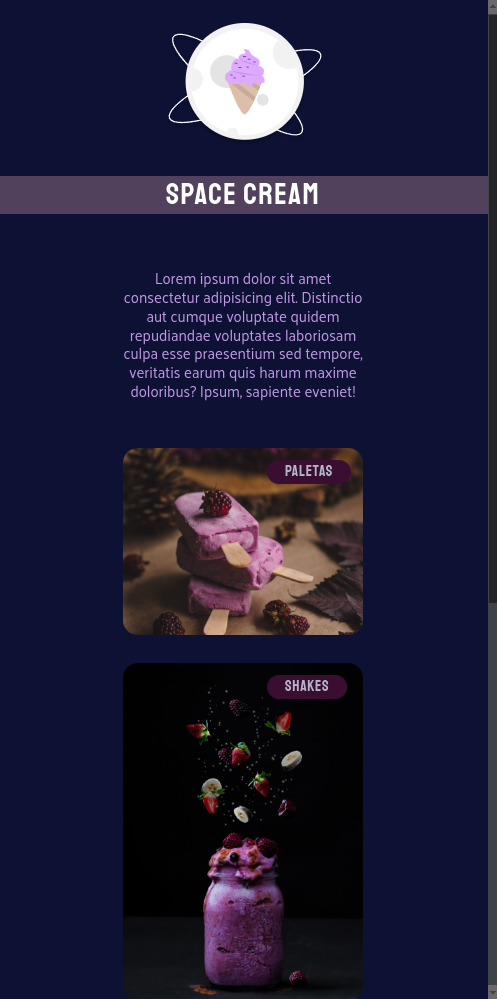 SPACE CREAM
Lorem ipsum dolor sit amet
consectetur adipisicing elit. Distinctio
aut cumque voluptate quidem
repudiandae voluptates laboriosam
culpa esse praesentium sed tempore,
veritatis earum quis harum maxime
doloribus? Ipsum, sapiente eveniet!
PALETAS
SHAKES